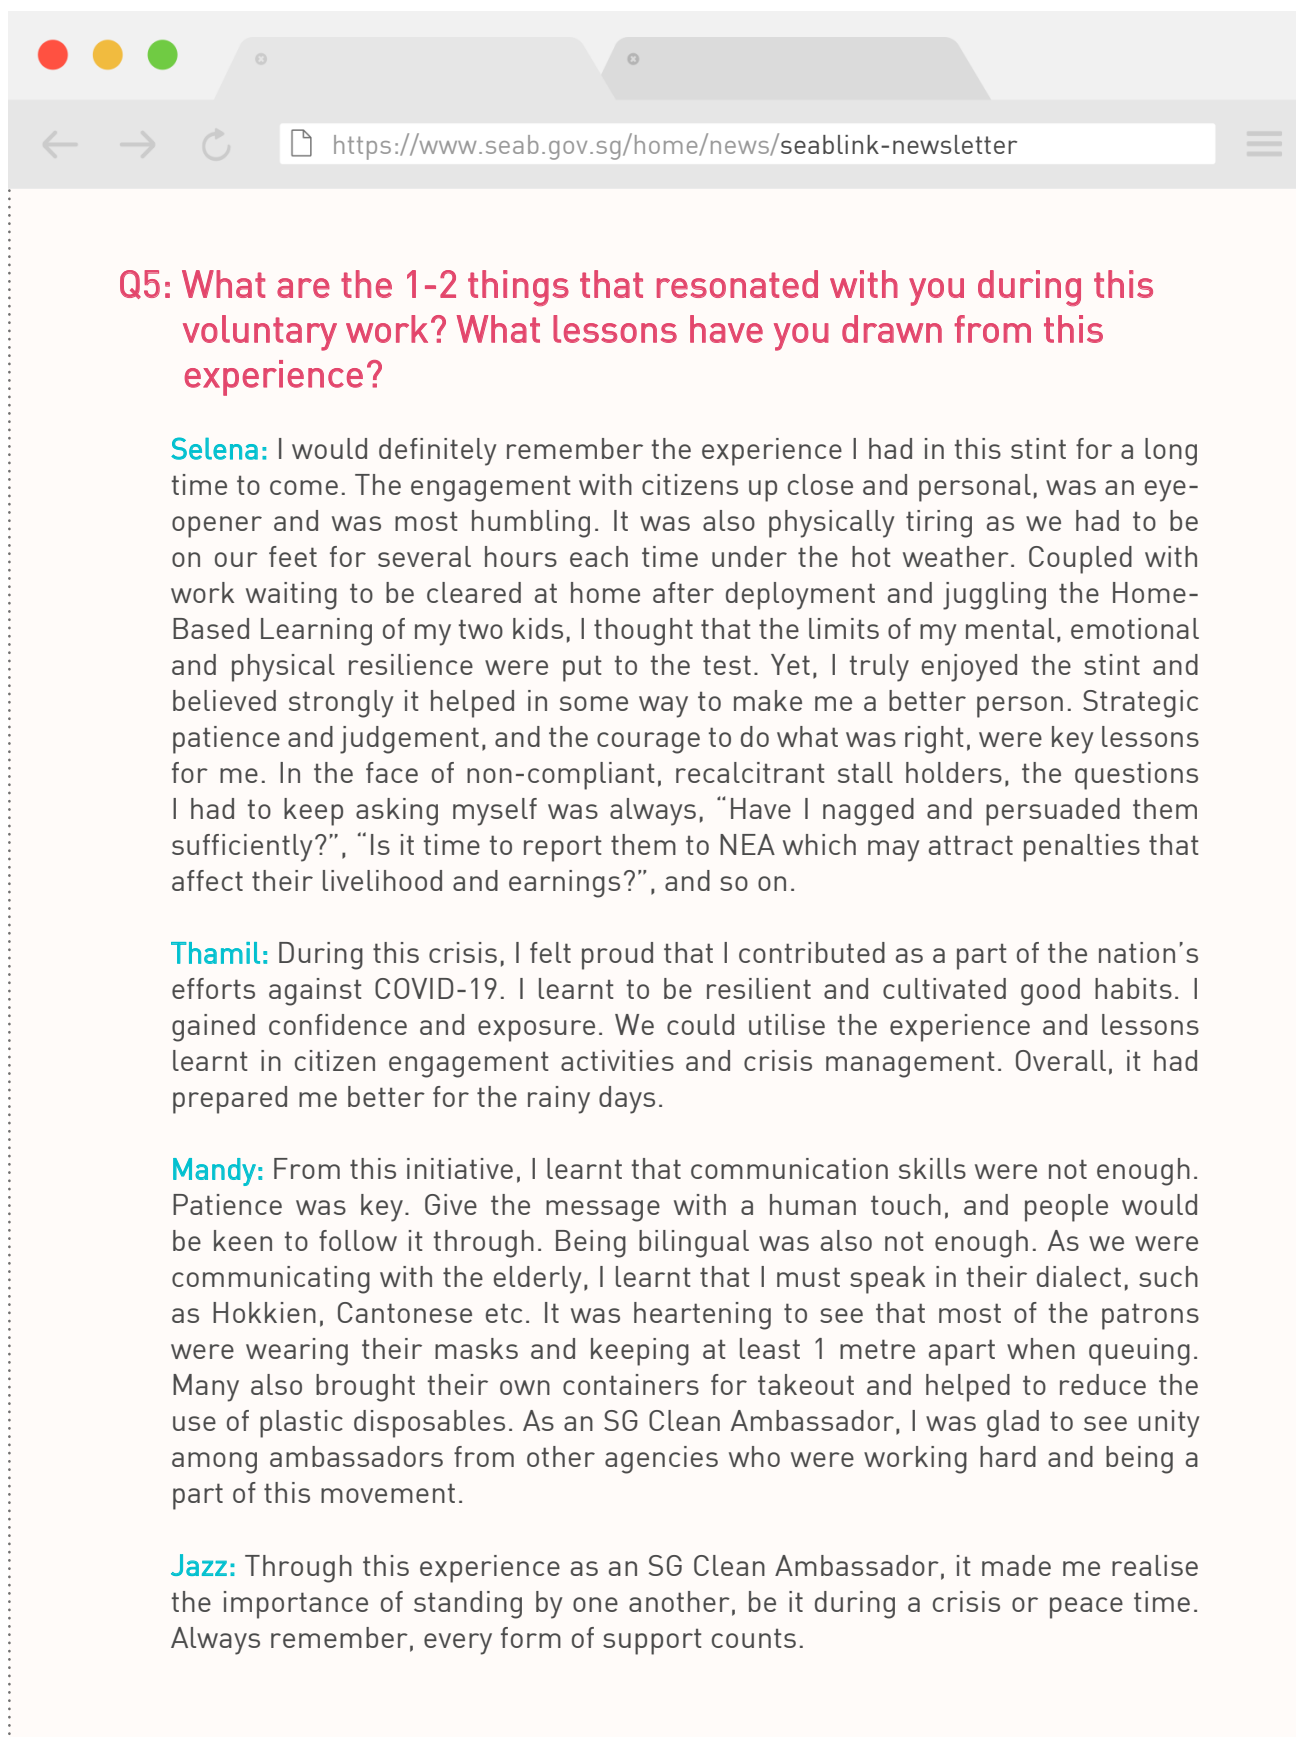 https://www.seab.gov.sg/home/news/seablink-newsletter
Q5: What are the 1-2 things that resonated with you during this
voluntary work? What lessons have you drawn from this
experience?
Selena: I would definitely remember the experience I had in this stint for a long
time to come. The engagement with citizens up close and personal, was an eye-
opener and was most humbling. It was also physically tiring as we had to be
on our feet for several hours each time under the hot weather. Coupled with
work waiting to be cleared at home after deployment and juggling the Home-
Based Learning of my two kids, I thought that the limits of my mental, emotional
and physical resilience were put to the test. Yet, I truly enjoyed the stint and
believed strongly it helped in some way to make me a better person. Strategic
patience and judgement, and the courage to do what was right, were key lessons
for me. In the face of non-compliant, recalcitrant stall holders, the questions
I had to keep asking myself was always, “Have I nagged and persuaded them
sufficiently?”, “Is it time to report them to NEA which may attract penalties that
affect their livelihood and earnings?”, and so on.
Thamil: During this crisis, I felt proud that I contributed as a part of the nation’s
efforts against COVID-19. I learnt to be resilient and cultivated good habits. I
gained confidence and exposure. We could utilise the experience and lessons
learnt in citizen engagement activities and crisis management. Overall, it had
prepared me better for the rainy days.
Mandy: From this initiative, I learnt that communication skills were not enough.
Patience was key. Give the message with a human touch, and people would
be keen to follow it through. Being bilingual was also not enough. As we were
communicating with the elderly, I learnt that I must speak in their dialect, such
as Hokkien, Cantonese etc. It was heartening to see that most of the patrons
were wearing their masks and keeping at least 1 metre apart when queuing.
Many also brought their own containers for takeout and helped to reduce the
use of plastic disposables. As an SG Clean Ambassador, I was glad to see unity
among ambassadors from other agencies who were working hard and being a
part of this movement.
Jazz: Through this experience as an SG Clean Ambassador, it made me realise
the importance of standing by one another, be it during a crisis or peace time.
Always remember, every form of support counts.